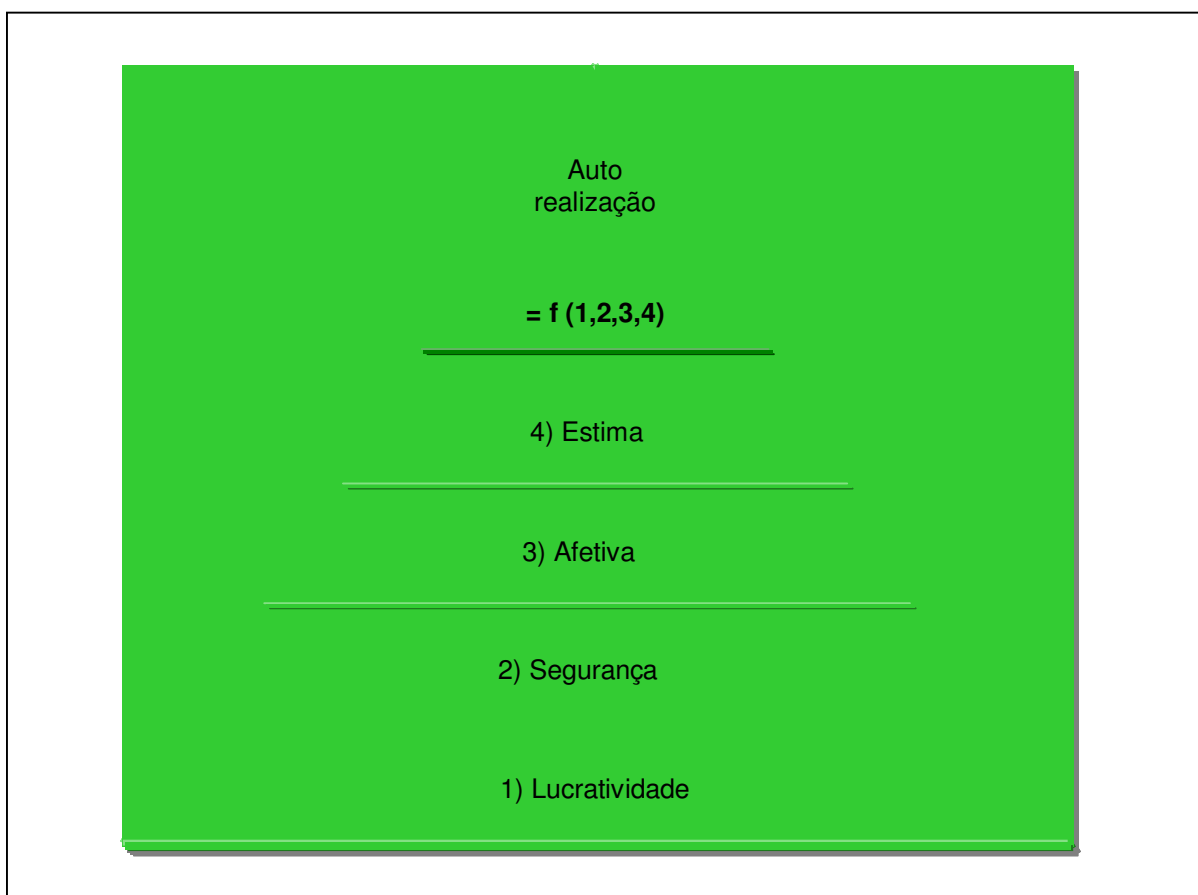 Auto
realização
= f (1,2,3,4)
4) Estima
3) Afetiva
2) Segurança
1) Lucratividade